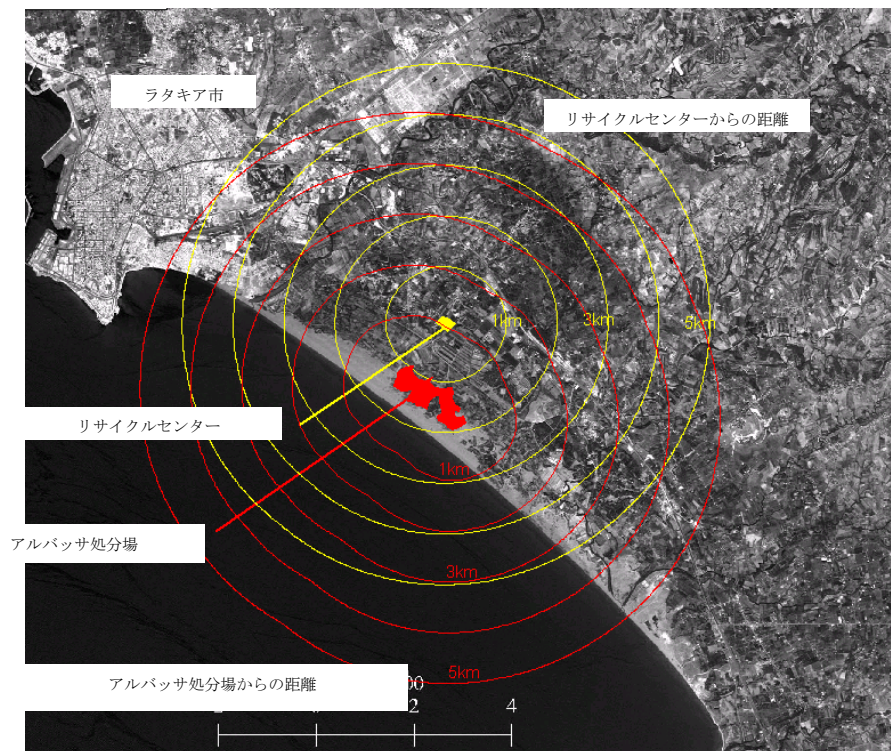 ラタキア市
リサイクルセンターからの距離
1km
3km
5km
リサイクルセンター
1km
アルバッサ処分場
3km
5km
アルバッサ処分場からの距離
2
4